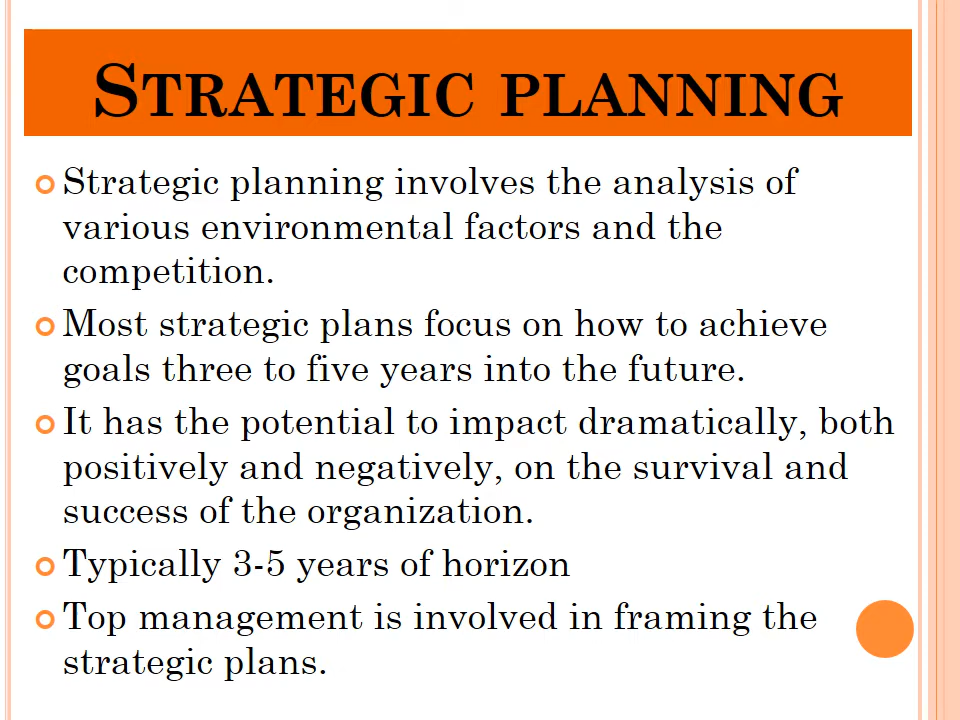 STRATEGIC PLANNING
Strategic planning involves the analysis of
various environmental factors and the
competition.
Most strategic plans focus on how to achieve
goals three to five years into the future.
It has the potential to impact dramatically, both
positively and negatively, on the survival and
success of the organization.
Typically 3-5 years of horizon
Top management is involved in framing the
strategic plans.